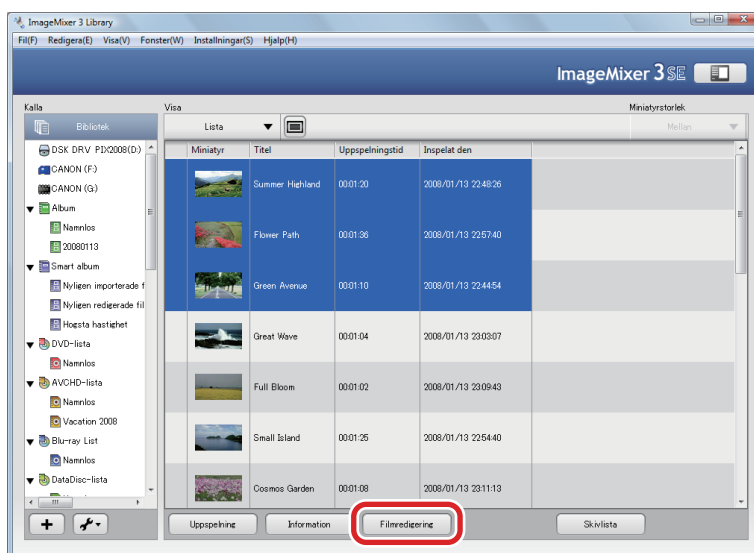 ImageMixer 3 Library
Fil(F) Redigera(E) Visa(V) Fonster(W) Installningar(S) Hjalp(H)
ImageMixer 3 SE
Kalla Visa Miniatyrstorlek
Bibliotek Lista Mellan
Miniatyr Titel Uppspelningstid Inspelat den
DSK DRV PIX2008(D:)
CANON (F:)
CANON (G:)
Album
Namnlos
20080113
Smart album
Nyligen importerade f
Nyligen redigerade fil
Hogsta hastighet
DVD-lista
Namnlos
AVCHD-lista
Namnlos
Vacation 2008
Blu-ray List
Namnlos
DataDisc-lista
Summer Highland 00:01:20 2008/01/13 22:48:26
Flower Path 00:01:36 2008/01/13 22:57:40
Green Avenue 00:01:10 2008/01/13 22:44:54
Great Wave 00:01:04 2008/01/13 23:03:07
Full Bloom 00:01:02 2008/01/13 23:09:43
Small Island 00:01:25 2008/01/13 22:54:40
Cosmos Garden 00:01:08 2008/01/13 23:11:13
Uppspelning Information Filmredigering Skivlista